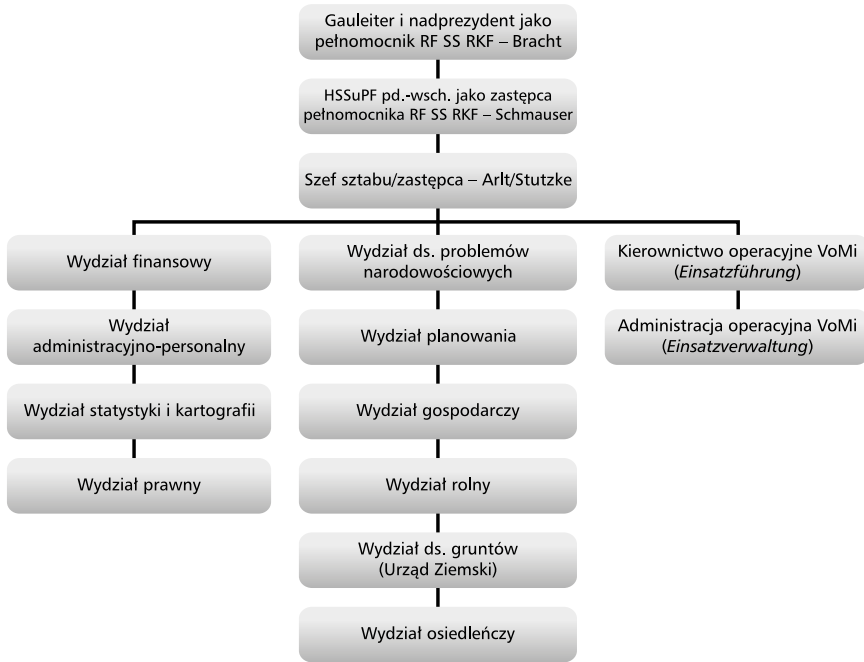 Gauleiter i nadprezydent jako
pełnomocnik RF SS RKF – Bracht
HSSuPF pd.-wsch. jako zastępca
pełnomocnika RF SS RKF – Schmauser
Szef sztabu/zastępca – Arlt/Stutzke
Wydział finansowy
Wydział
administracyjno-personalny
Wydział statystyki i kartografii
Wydział prawny
Wydział ds. problemów
narodowościowych
Wydział planowania
Wydział gospodarczy
Wydział rolny
Wydział ds. gruntów
(Urząd Ziemski)
Wydział osiedleńczy
Kierownictwo operacyjne VoMi
(Einsatzführung)
Administracja operacyjna VoMi
(Einsatzverwaltung)